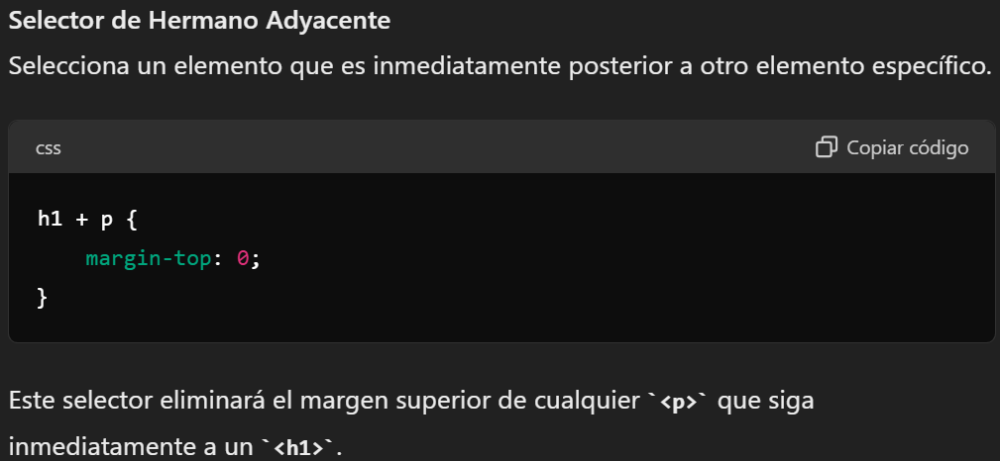 Selector de Hermano Adyacente
Selecciona un elemento que es inmediatamente posterior a otro elemento específico.
css Copiar código
h1 + p {
    margin-top: 0;
}
Este selector eliminará el margen superior de cualquier `<p>` que siga
inmediatamente a un `<h1>`.